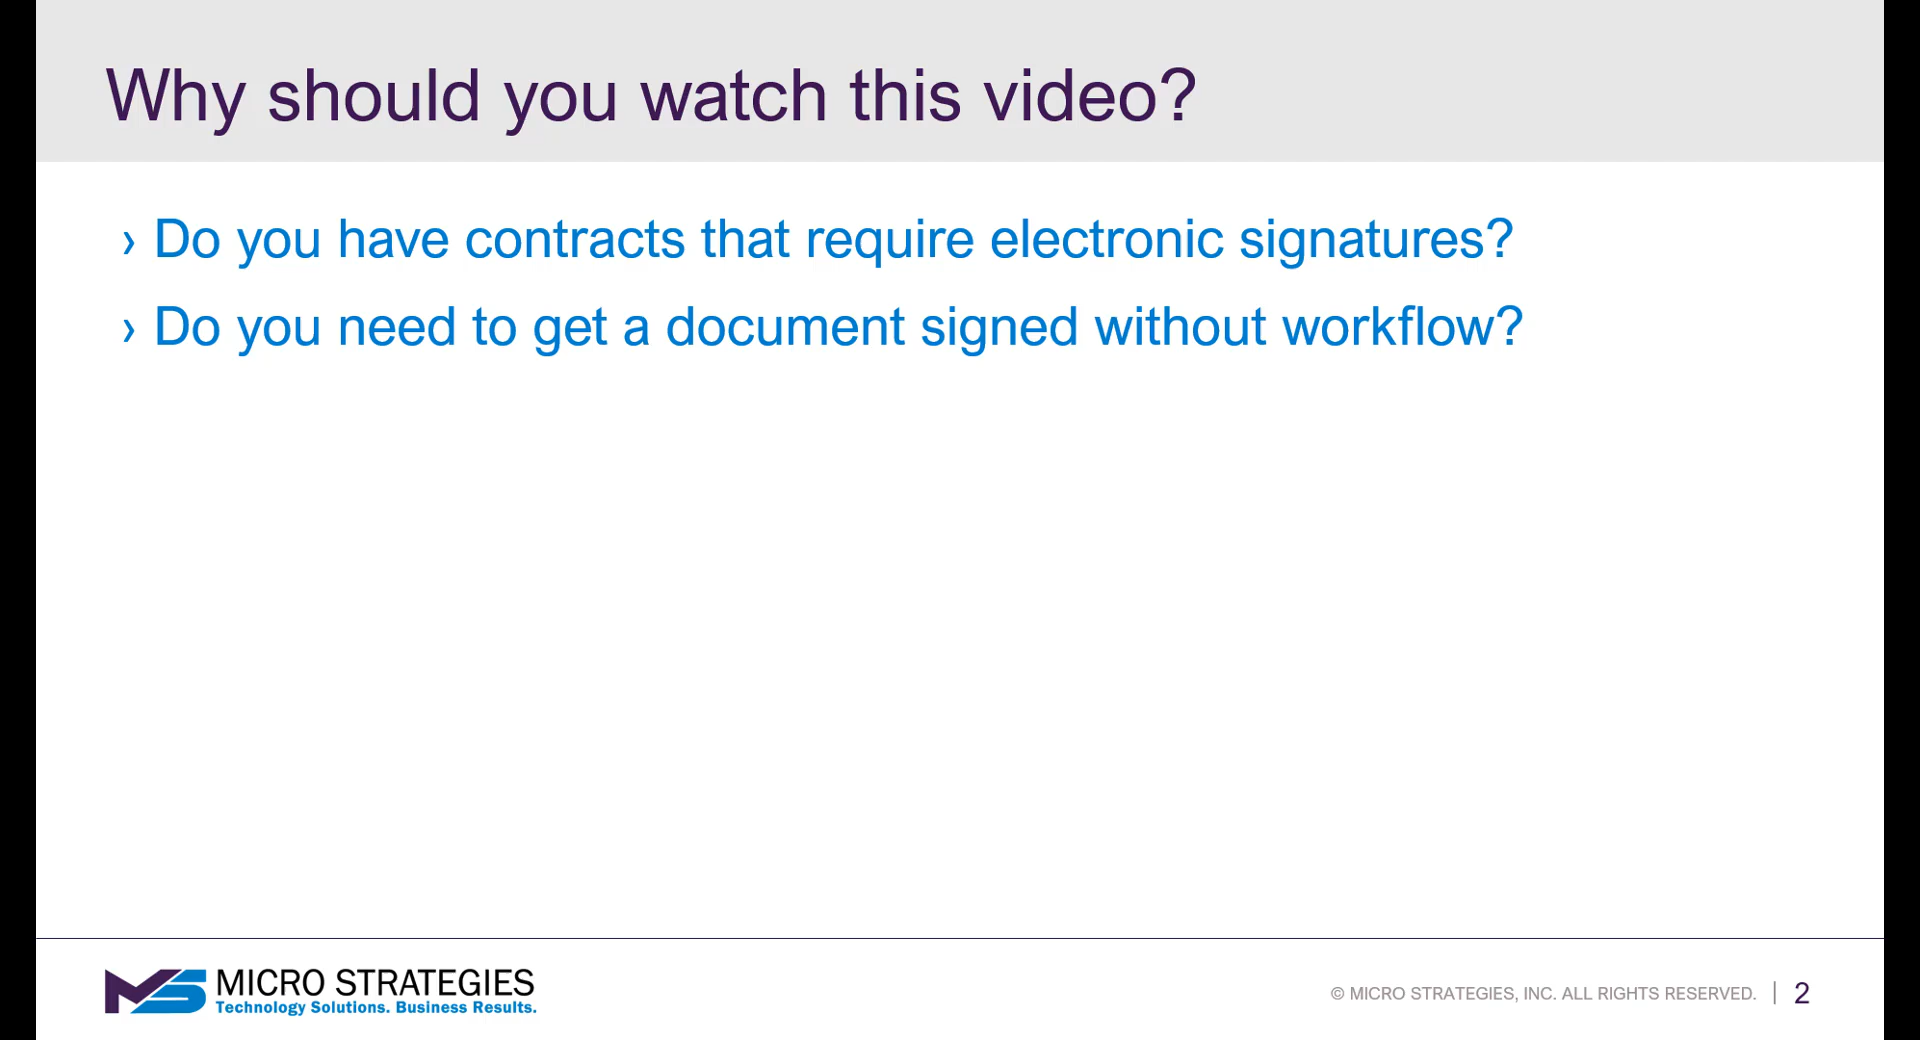 Why should you watch this video?
› Do you have contracts that require electronic signatures?
› Do you need to get a document signed without workflow?
MS MICRO STRATEGIES
Technology Solutions. Business Results.
© MICRO STRATEGIES, INC. ALL RIGHTS RESERVED. | 2